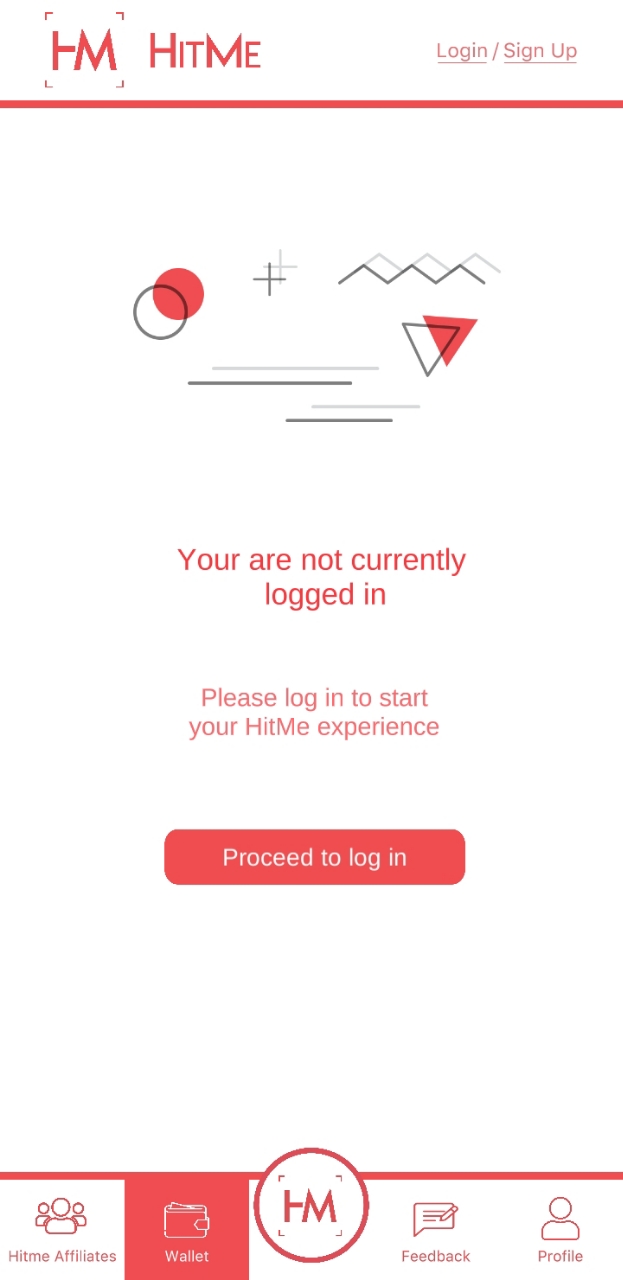 HM HITME
Login / Sign Up
Your are not currently
logged in
Please log in to start
your HitMe experience
Proceed to log in
HM
Hitme Affiliates Wallet Feedback Profile